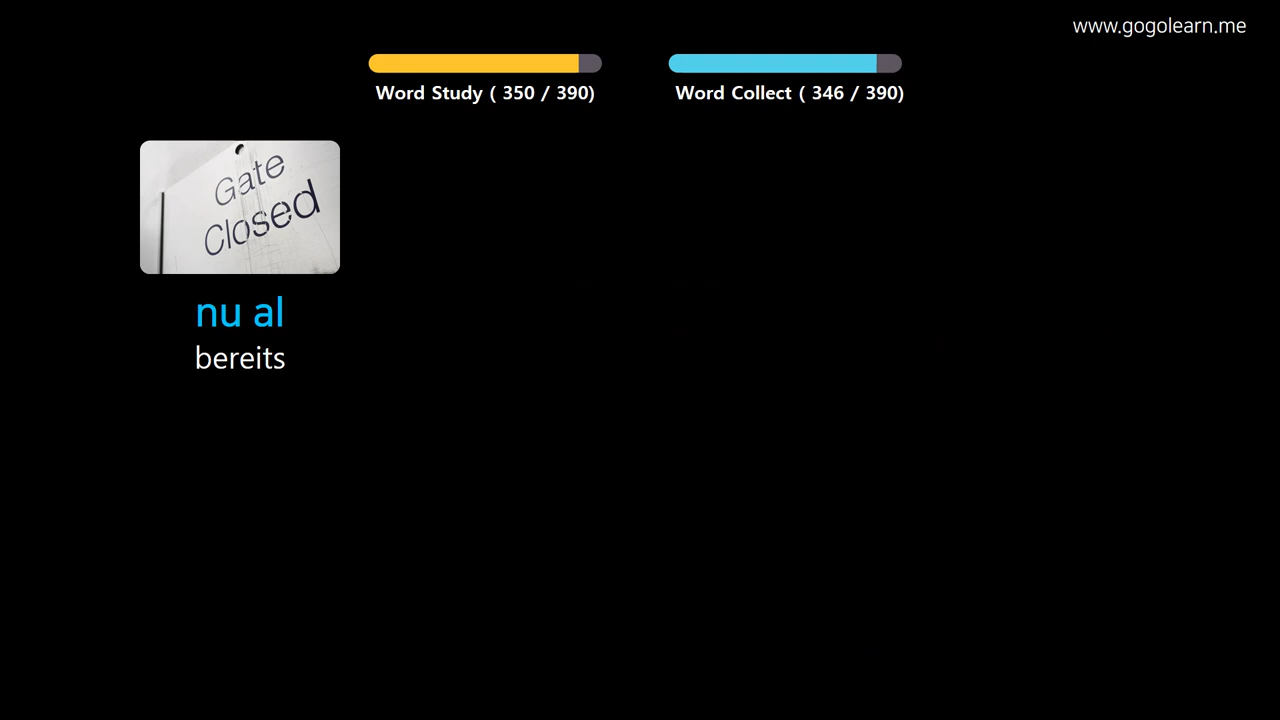 www.gogolearn.me
Word Study ( 350 / 390)
Word Collect ( 346 / 390)
Gate
Closed
nu al
bereits